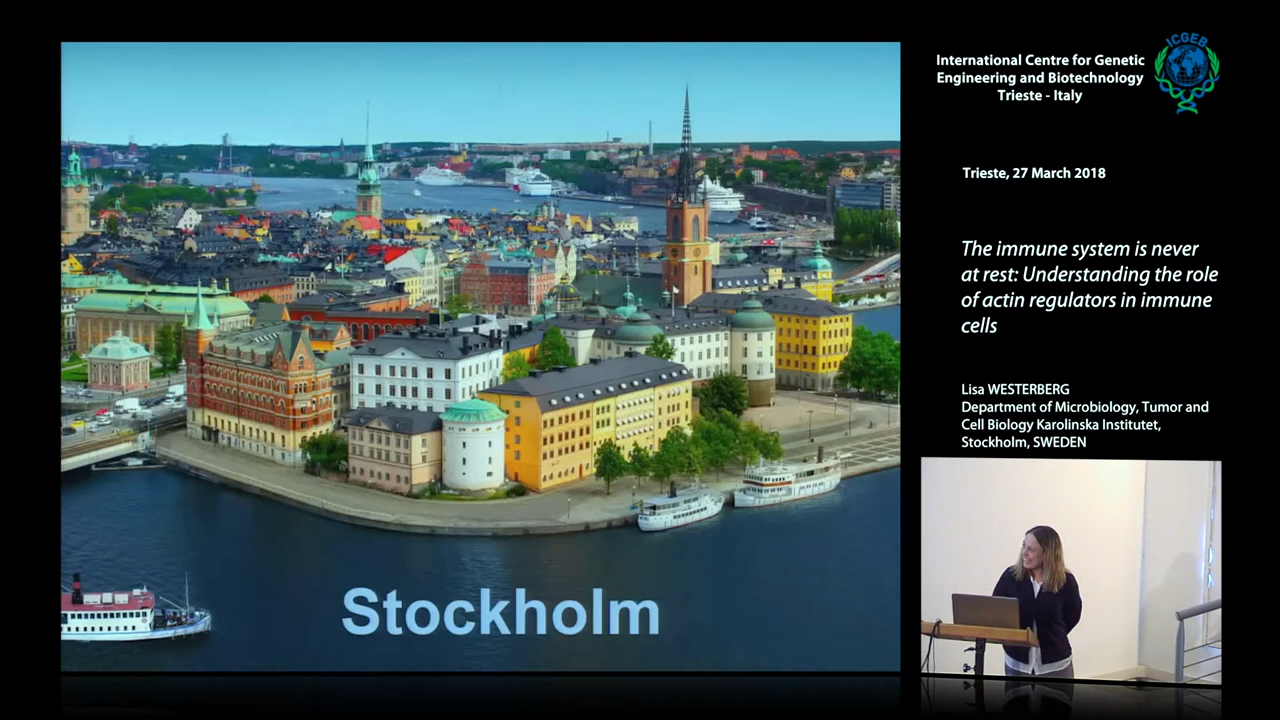 Stockholm
International Centre for Genetic
Engineering and Biotechnology
Trieste - Italy
ICGEB
Trieste, 27 March 2018
The immune system is never
at rest: Understanding the role
of actin regulators in immune
cells
Lisa WESTERBERG
Department of Microbiology, Tumor and
Cell Biology Karolinska Institutet,
Stockholm, SWEDEN